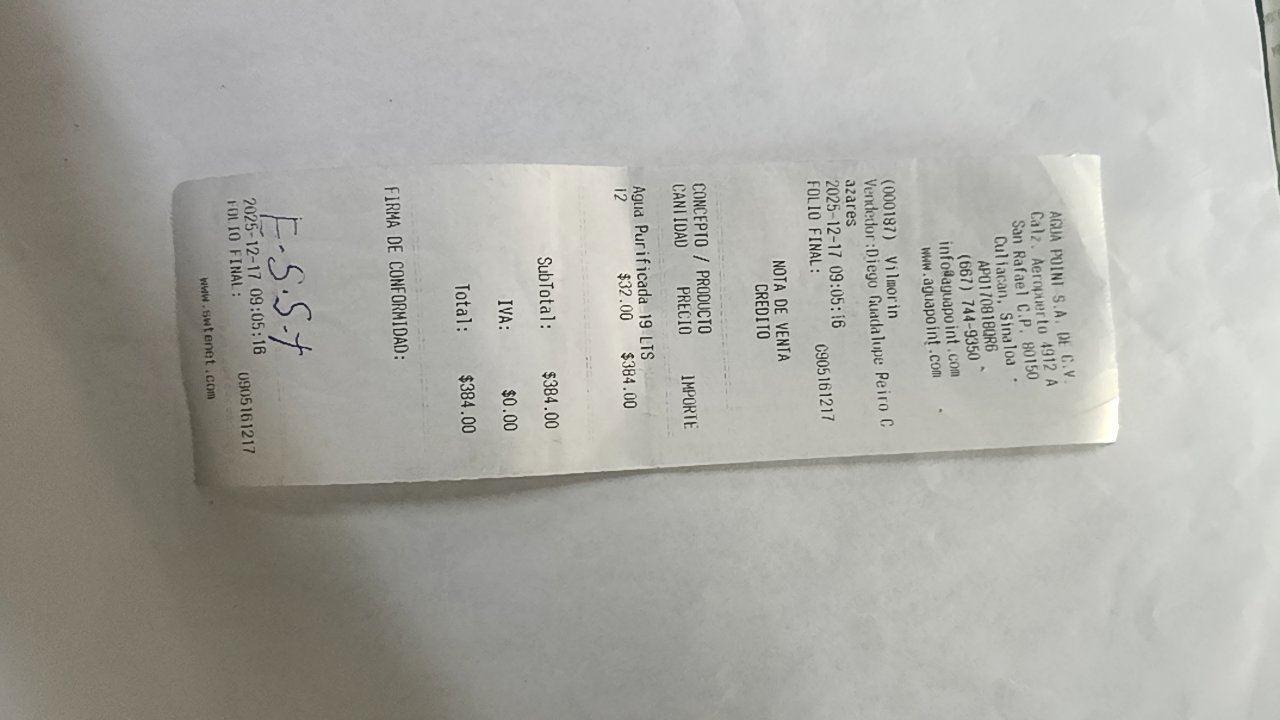 AGUA POINT S.A. DE C.V.
Calz. Aeropuerto 4912 A
San Rafael C.P. 80150
Culiacan, Sinaloa
APO170818QR6
(667) 744-9350
info@aguapoint.com
www.aguapoint.com
(000187) Vilmorin
Vendedor:Diego Guadalupe Peiro C
azares
2025-12-17 09:05:16
FOLIO FINAL: 0905161217
NOTA DE VENTA
CREDITO
CONCEPTO / PRODUCTO
CANTIDAD PRECIO IMPORTE
Agua Purificada 19 LTS
12 $32.00 $384.00
SubTotal: $384.00
IVA: $0.00
Total: $384.00
FIRMA DE CONFORMIDAD:
2025-12-17 09:05:16
FOLIO FINAL: 0905161217
www.swtenet.com